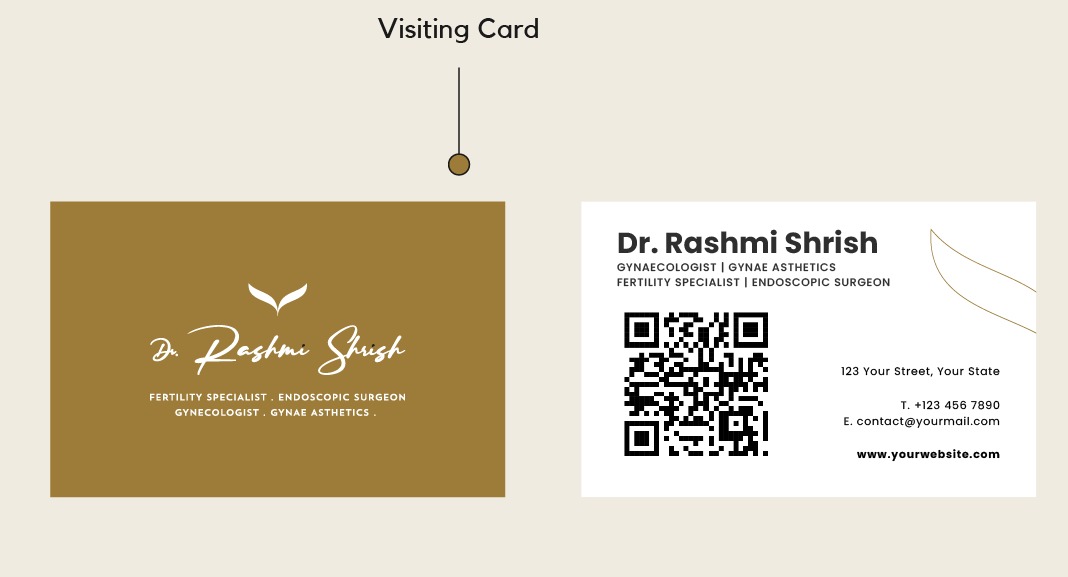 Visiting Card
Dr. Rashmi Shrish
FERTILITY SPECIALIST . ENDOSCOPIC SURGEON
GYNECOLOGIST . GYNAE ASTHETICS .
Dr. Rashmi Shrish
GYNAECOLOGIST | GYNAE ASTHETICS
FERTILITY SPECIALIST | ENDOSCOPIC SURGEON
123 Your Street, Your State
T. +123 456 7890
E. contact@yourmail.com
www.yourwebsite.com